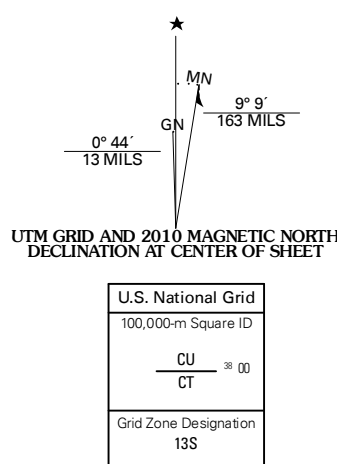 MN
GN
9° 9´
163 MILS
0° 44´
13 MILS
UTM GRID AND 2010 MAGNETIC NORTH
DECLINATION AT CENTER OF SHEET
U.S. National Grid
100,000-m Square ID
CU
38 00
CT
Grid Zone Designation
13S